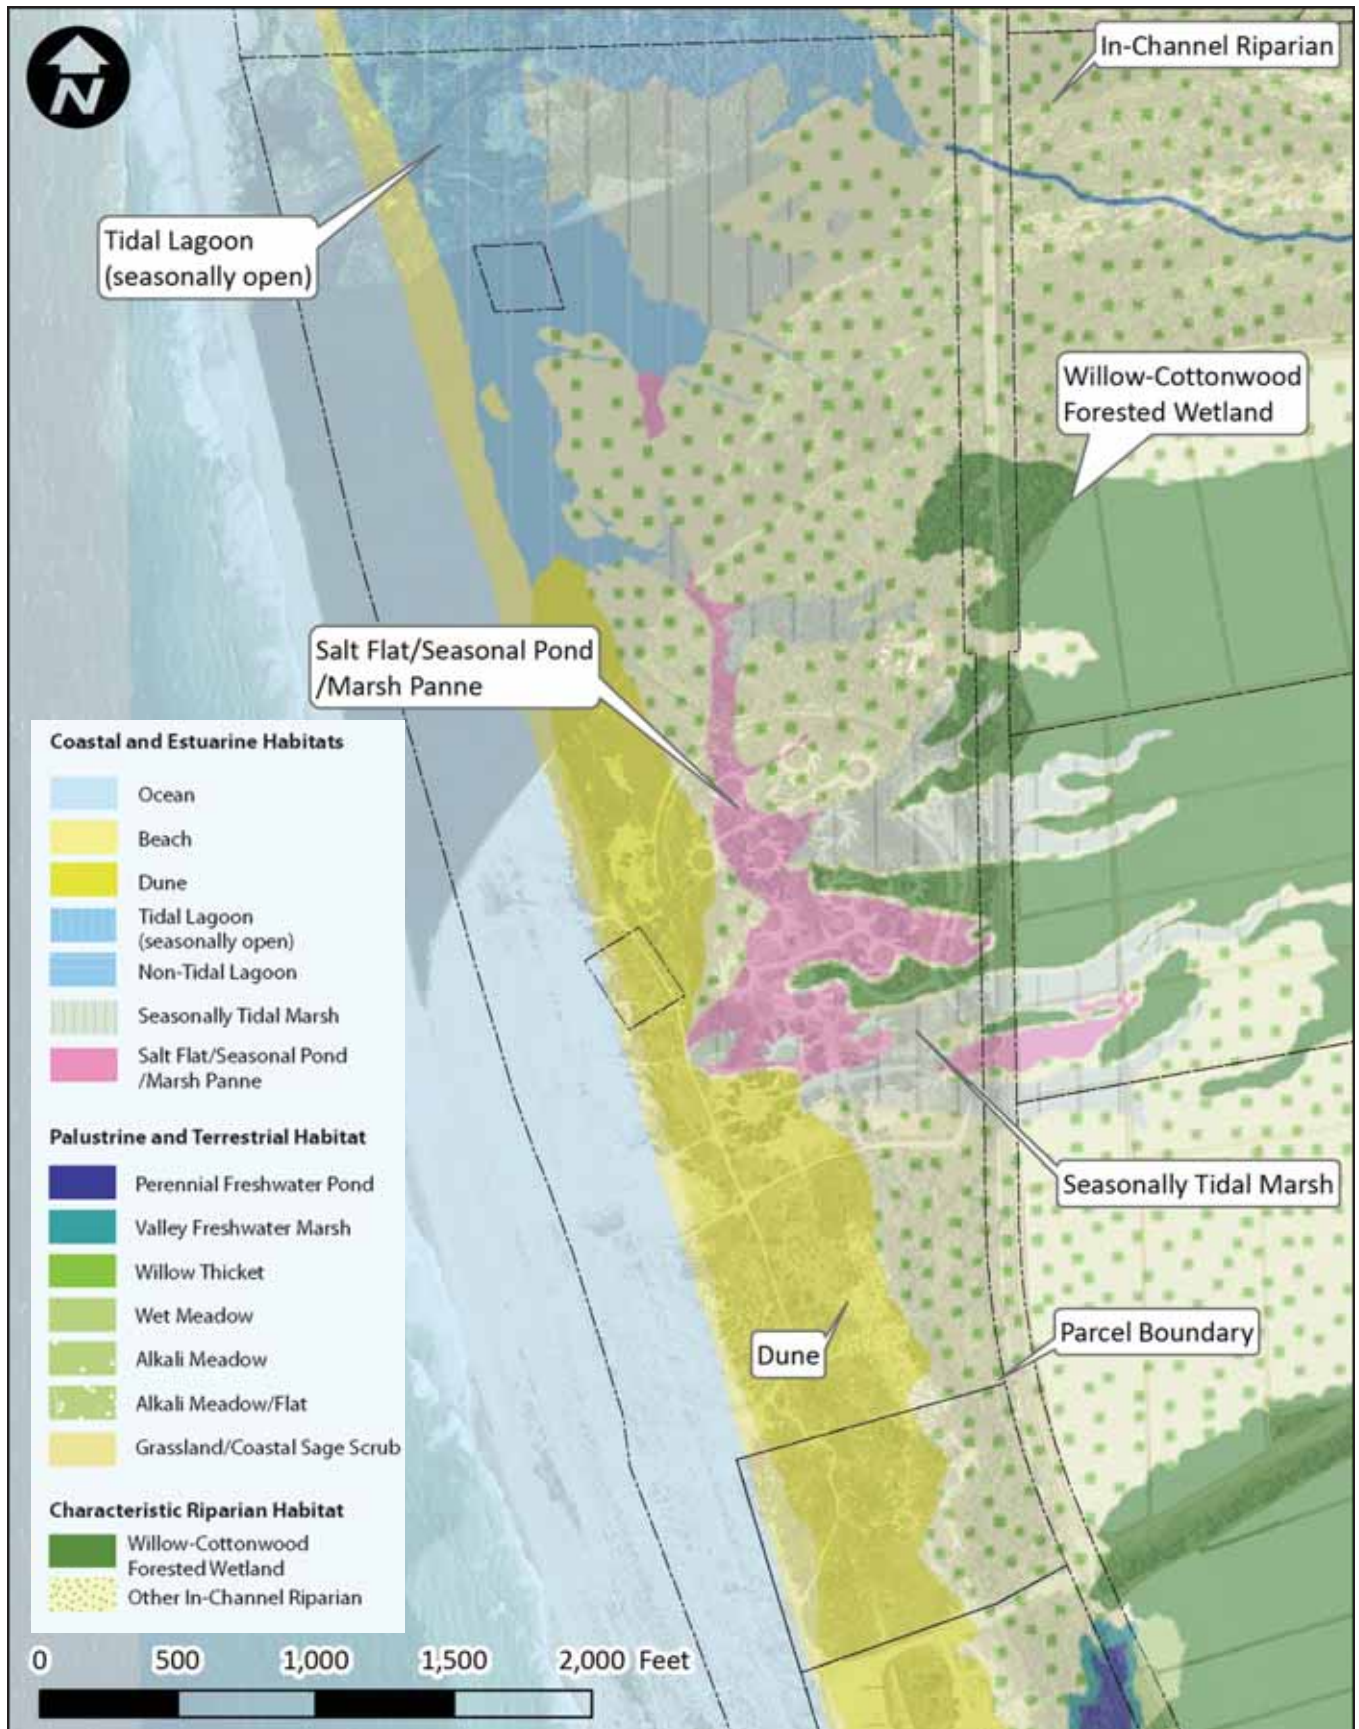 N
In-Channel Riparian
Tidal Lagoon
(seasonally open)
Willow-Cottonwood
Forested Wetland
Salt Flat/Seasonal Pond
/Marsh Panne
Coastal and Estuarine Habitats
Ocean
Beach
Dune
Tidal Lagoon
(seasonally open)
Non-Tidal Lagoon
Seasonally Tidal Marsh
Salt Flat/Seasonal Pond
/Marsh Panne
Palustrine and Terrestrial Habitat
Perennial Freshwater Pond
Valley Freshwater Marsh
Willow Thicket
Wet Meadow
Alkali Meadow
Alkali Meadow/Flat
Grassland/Coastal Sage Scrub
Characteristic Riparian Habitat
Willow-Cottonwood
Forested Wetland
Other In-Channel Riparian
Seasonally Tidal Marsh
Parcel Boundary
Dune
0 500 1,000 1,500 2,000 Feet